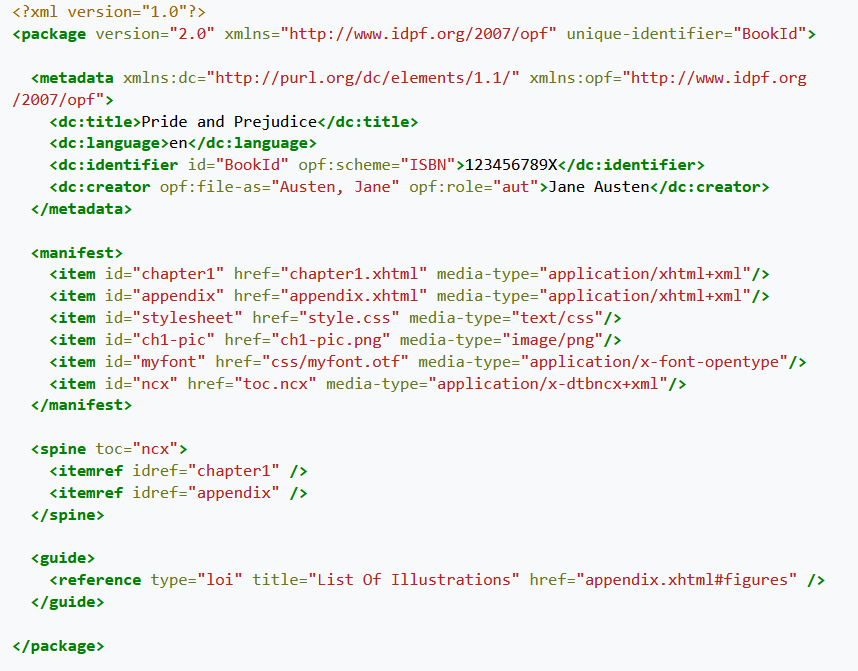 <?xml version="1.0"?>
<package version="2.0" xmlns="http://www.idpf.org/2007/opf" unique-identifier="BookId">

  <metadata xmlns:dc="http://purl.org/dc/elements/1.1/" xmlns:opf="http://www.idpf.org
/2007/opf">
    <dc:title>Pride and Prejudice</dc:title>
    <dc:language>en</dc:language>
    <dc:identifier id="BookId" opf:scheme="ISBN">123456789X</dc:identifier>
    <dc:creator opf:file-as="Austen, Jane" opf:role="aut">Jane Austen</dc:creator>
  </metadata>

  <manifest>
    <item id="chapter1" href="chapter1.xhtml" media-type="application/xhtml+xml"/>
    <item id="appendix" href="appendix.xhtml" media-type="application/xhtml+xml"/>
    <item id="stylesheet" href="style.css" media-type="text/css"/>
    <item id="ch1-pic" href="ch1-pic.png" media-type="image/png"/>
    <item id="myfont" href="css/myfont.otf" media-type="application/x-font-opentype"/>
    <item id="ncx" href="toc.ncx" media-type="application/x-dtbncx+xml"/>
  </manifest>

  <spine toc="ncx">
    <itemref idref="chapter1" />
    <itemref idref="appendix" />
  </spine>

  <guide>
    <reference type="loi" title="List Of Illustrations" href="appendix.xhtml#figures" />
  </guide>

</package>